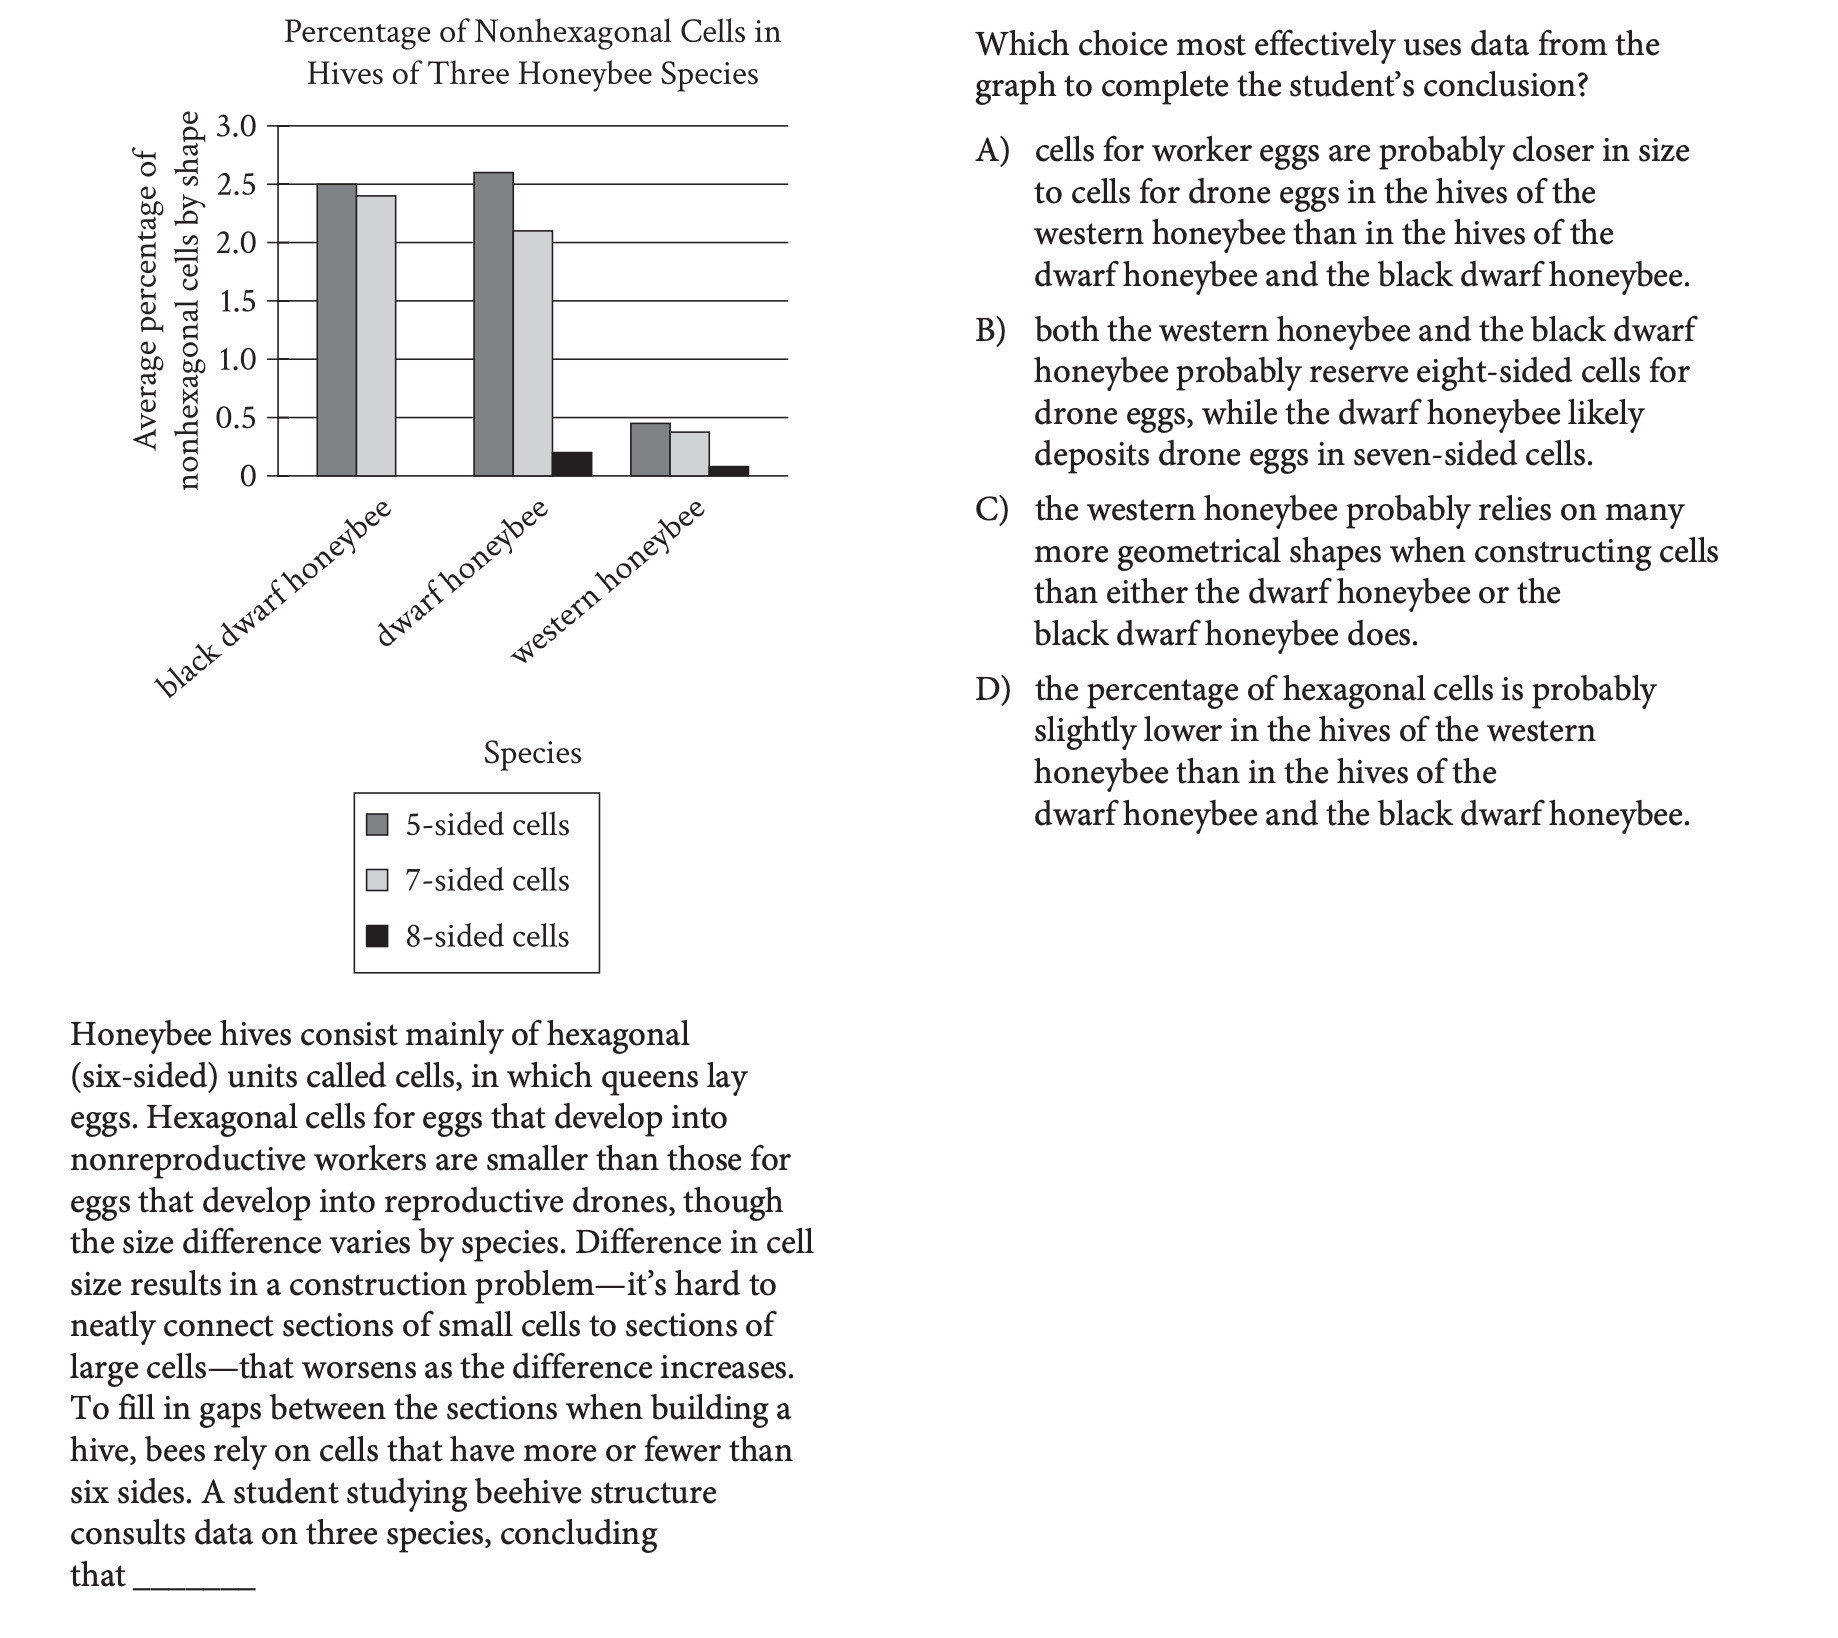 Percentage of Nonhexagonal Cells in
Hives of Three Honeybee Species
Average percentage of
nonhexagonal cells by shape
3.0
2.5
2.0
1.5
1.0
0.5
0
black dwarf honeybee
dwarf honeybee
western honeybee
Species
5-sided cells
7-sided cells
8-sided cells
Honeybee hives consist mainly of hexagonal
(six-sided) units called cells, in which queens lay
eggs. Hexagonal cells for eggs that develop into
nonreproductive workers are smaller than those for
eggs that develop into reproductive drones, though
the size difference varies by species. Difference in cell
size results in a construction problem—it’s hard to
neatly connect sections of small cells to sections of
large cells—that worsens as the difference increases.
To fill in gaps between the sections when building a
hive, bees rely on cells that have more or fewer than
six sides. A student studying beehive structure
consults data on three species, concluding
that _______
Which choice most effectively uses data from the
graph to complete the student’s conclusion?
A) cells for worker eggs are probably closer in size
to cells for drone eggs in the hives of the
western honeybee than in the hives of the
dwarf honeybee and the black dwarf honeybee.
B) both the western honeybee and the black dwarf
honeybee probably reserve eight-sided cells for
drone eggs, while the dwarf honeybee likely
deposits drone eggs in seven-sided cells.
C) the western honeybee probably relies on many
more geometrical shapes when constructing cells
than either the dwarf honeybee or the
black dwarf honeybee does.
D) the percentage of hexagonal cells is probably
slightly lower in the hives of the western
honeybee than in the hives of the
dwarf honeybee and the black dwarf honeybee.